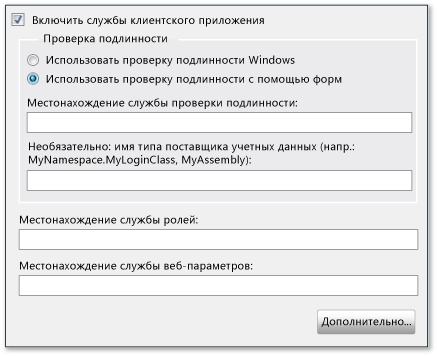 Включить службы клиентского приложения
Проверка подлинности
Использовать проверку подлинности Windows
Использовать проверку подлинности с помощью форм
Местонахождение службы проверки подлинности:
Необязательно: имя типа поставщика учетных данных (напр.:
MyNamespace.MyLoginClass, MyAssembly):
Местонахождение службы ролей:
Местонахождение службы веб-параметров:
Дополнительно...